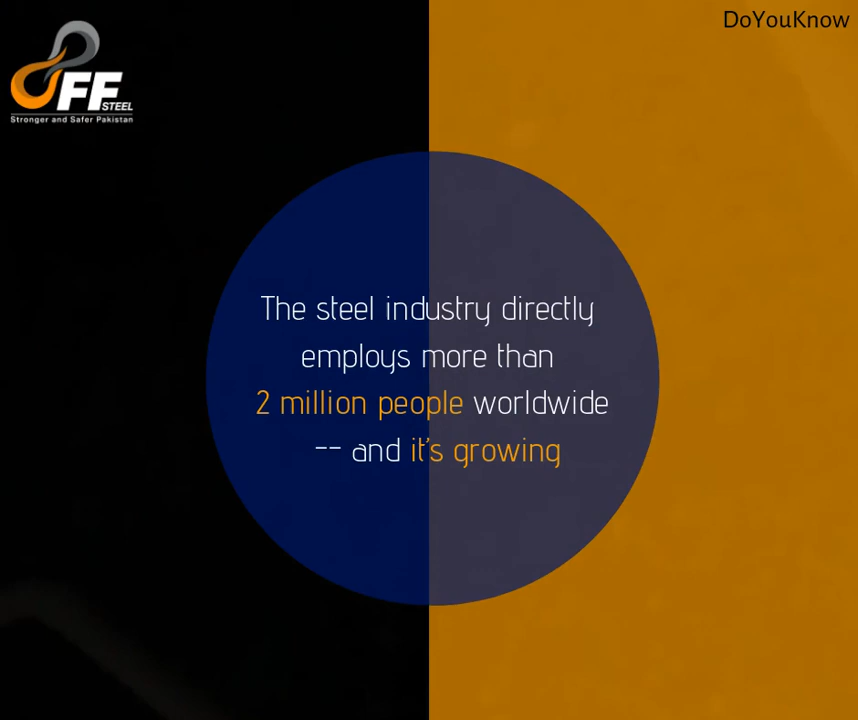 DoYouKnow
FF STEEL
Stronger and Safer Pakistan
The steel industry directly
employs more than
2 million people worldwide
-- and it's growing